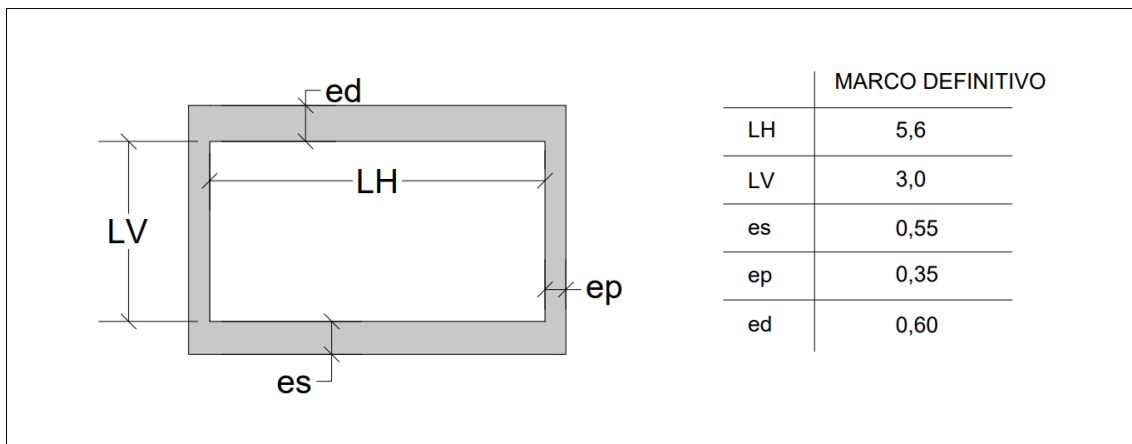 ed
LH
LV
ep
es
MARCO DEFINITIVO
LH 5,6
LV 3,0
es 0,55
ep 0,35
ed 0,60